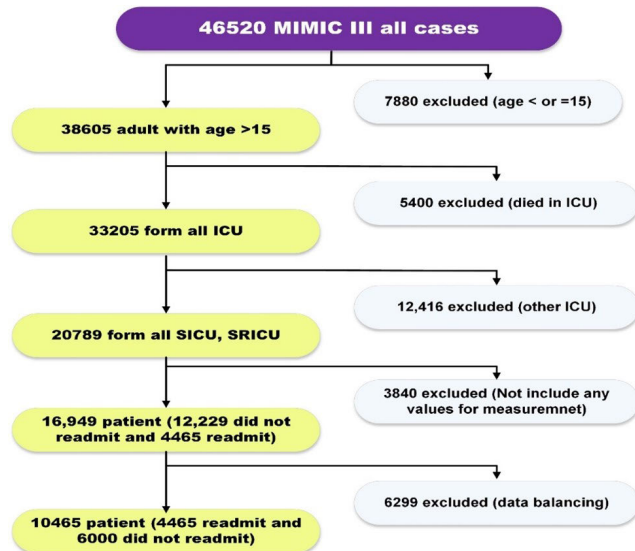 46520 MIMIC III all cases
7880 excluded (age < or =15)
38605 adult with age >15
5400 excluded (died in ICU)
33205 form all ICU
12,416 excluded (other ICU)
20789 form all SICU, SRICU
3840 excluded (Not include any
values for measuremnet)
16,949 patient (12,229 did not
readmit and 4465 readmit)
6299 excluded (data balancing)
10465 patient (4465 readmit and
6000 did not readmit)